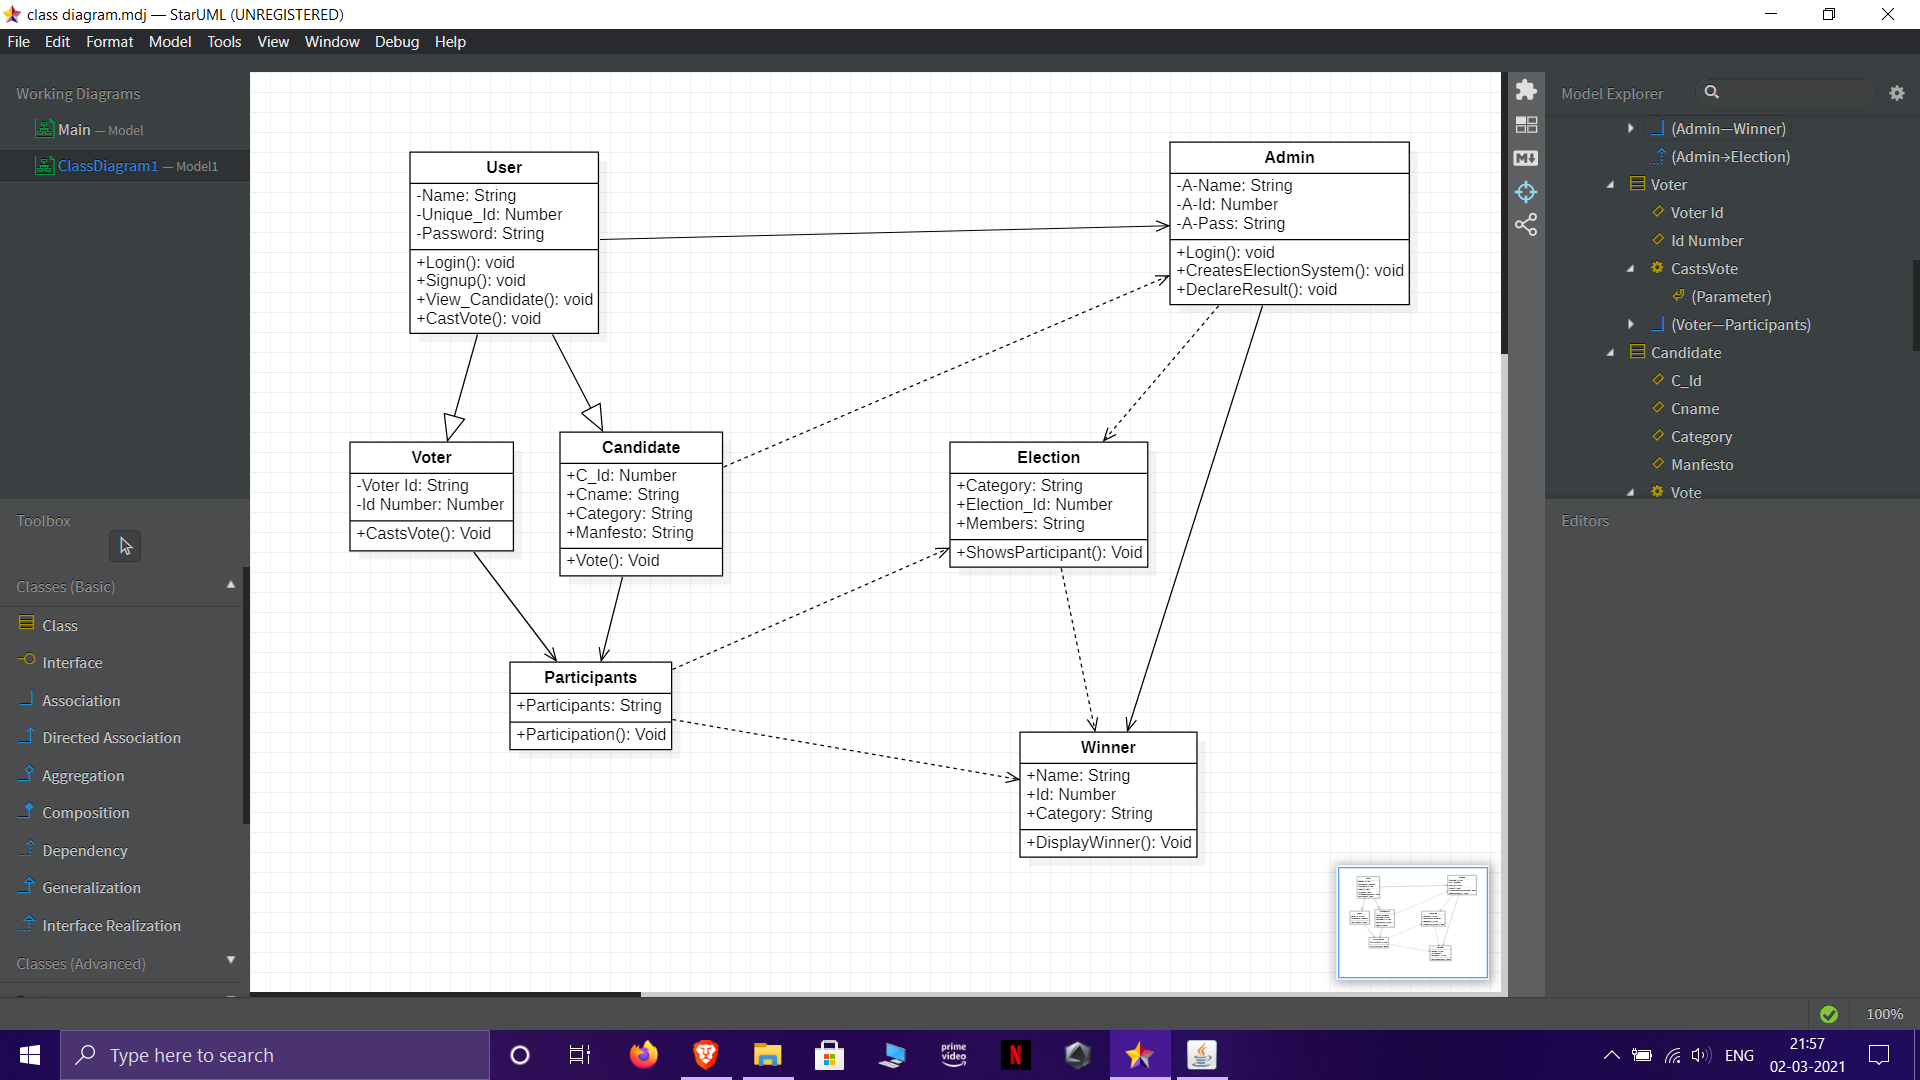 class diagram.mdj — StarUML (UNREGISTERED)
File Edit Format Model Tools View Window Debug Help
Working Diagrams
Main — Model
ClassDiagram1 — Model1
Toolbox
Classes (Basic)
Class
Interface
Association
Directed Association
Aggregation
Composition
Dependency
Generalization
Interface Realization
Classes (Advanced)
User
-Name: String
-Unique_Id: Number
-Password: String
+Login(): void
+Signup(): void
+View_Candidate(): void
+CastVote(): void
Admin
-A-Name: String
-A-Id: Number
-A-Pass: String
+Login(): void
+CreatesElectionSystem(): void
+DeclareResult(): void
Voter
-Voter Id: String
-Id Number: Number
+CastsVote(): Void
Candidate
+C_Id: Number
+Cname: String
+Category: String
+Manfesto: String
+Vote(): Void
Election
+Category: String
+Election_Id: Number
+Members: String
+ShowsParticipant(): Void
Participants
+Participants: String
+Participation(): Void
Winner
+Name: String
+Id: Number
+Category: String
+DisplayWinner(): Void
M
Model Explorer
(Admin—Winner)
(Admin→Election)
Voter
Voter Id
Id Number
CastsVote
(Parameter)
(Voter—Participants)
Candidate
C_Id
Cname
Category
Manfesto
Vote
Editors
100%
Type here to search
prime
video
N
ENG
21:57
02-03-2021